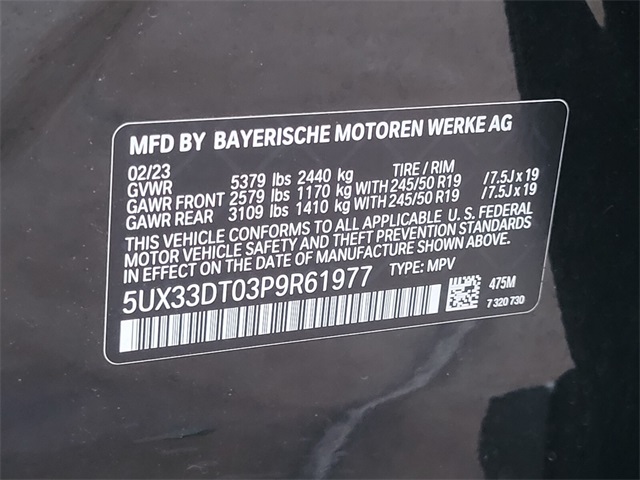 MFD BY BAYERISCHE MOTOREN WERKE AG
02/23 TIRE / RIM
GVWR 5379 lbs 2440 kg
GAWR FRONT 2579 lbs 1170 kg WITH 245/50 R19 /7.5J x 19
GAWR REAR 3109 lbs 1410 kg WITH 245/50 R19 /7.5J x 19
THIS VEHICLE CONFORMS TO ALL APPLICABLE U. S. FEDERAL
MOTOR VEHICLE SAFETY AND THEFT PREVENTION STANDARDS
IN EFFECT ON THE DATE OF MANUFACTURE SHOWN ABOVE.
5UX33DT03P9R61977 TYPE: MPV
475M
7 320 730